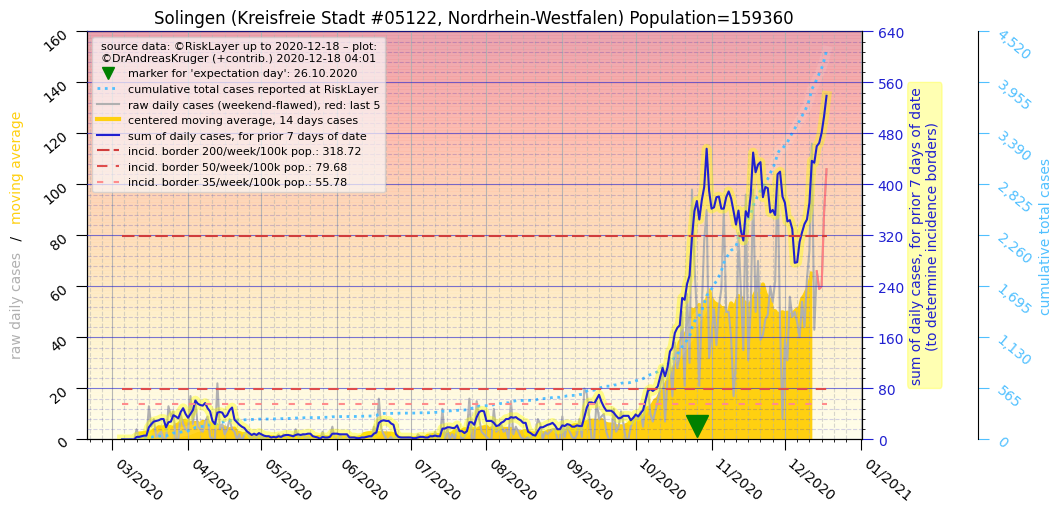 Solingen (Kreisfreie Stadt #05122, Nordrhein-Westfalen) Population=159360
source data: ©RiskLayer up to 2020-12-18 – plot:
©DrAndreasKruger (+contrib.) 2020-12-18 04:01
marker for 'expectation day': 26.10.2020
cumulative total cases reported at RiskLayer
raw daily cases (weekend-flawed), red: last 5
centered moving average, 14 days cases
sum of daily cases, for prior 7 days of date
incid. border 200/week/100k pop.: 318.72
incid. border 50/week/100k pop.: 79.68
incid. border 35/week/100k pop.: 55.78
raw daily cases / moving average
160
140
120
100
80
60
40
20
0
03/2020
04/2020
05/2020
06/2020
07/2020
08/2020
09/2020
10/2020
11/2020
12/2020
01/2021
640
560
480
400
320
240
160
80
0
sum of daily cases, for prior 7 days of date
(to determine incidence borders)
4,520
3,955
3,390
2,825
2,260
1,695
1,130
565
0
cumulative total cases